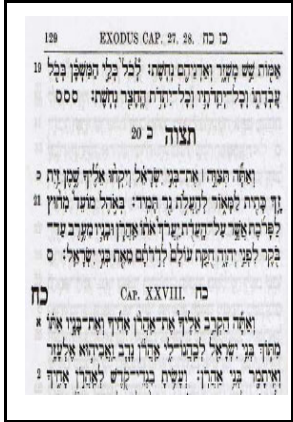 129 EXODUS CAP. 27. 28. כז כח
19 אַמּוֹת שֵׁשׁ מָשְׁזָר וְאַדְנֵיהֶם נְחֹשֶׁת׃ לְכֹל כְּלֵי הַמִּשְׁכָּן בְּכֹל
עֲבֹדָתוֹ וְכָל־יְתֵדֹתָיו וְכָל־יִתְדֹת הֶחָצֵר נְחֹשֶׁת׃ ססס
תצוה כ 20
כ וְאַתָּה תְּצַוֶּה ׀ אֶת־בְּנֵי יִשְׂרָאֵל וְיִקְחוּ אֵלֶיךָ שֶׁמֶן זַיִת
21 זָךְ כָּתִית לַמָּאוֹר לְהַעֲלֹת נֵר תָּמִיד׃ בְּאֹהֶל מוֹעֵד מִחוּץ
לַפָּרֹכֶת אֲשֶׁר עַל־הָעֵדֻת יַעֲרֹךְ אֹתוֹ אַהֲרֹן וּבָנָיו מֵעֶרֶב עַד־
בֹּקֶר לִפְנֵי יְהוָה חֻקַּת עוֹלָם לְדֹרֹתָם מֵאֵת בְּנֵי יִשְׂרָאֵל׃ ס
כח CAP. XXVIII. כח
א וְאַתָּה הַקְרֵב אֵלֶיךָ אֶת־אַהֲרֹן אָחִיךָ וְאֶת־בָּנָיו אִתּוֹ
מִתּוֹךְ בְּנֵי יִשְׂרָאֵל לְכַהֲנוֹ־לִי אַהֲרֹן נָדָב וַאֲבִיהוּא אֶלְעָזָר
2 וְאִיתָמָר בְּנֵי אַהֲרֹן׃ וְעָשִׂיתָ בִגְדֵי־קֹדֶשׁ לְאַהֲרֹן אָחִיךָ